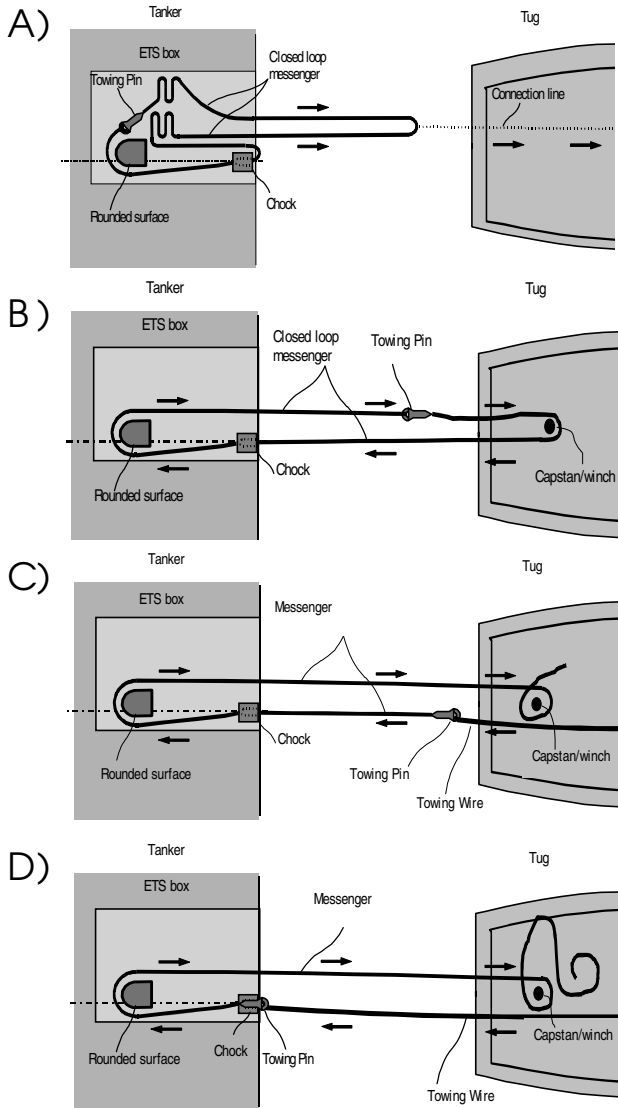 A)
Tanker
Tug
ETS box
Towing Pin
Closed loop
messenger
Connection line
Rounded surface
Chock
B)
Tanker
Tug
ETS box
Closed loop
messenger
Towing Pin
Rounded surface
Chock
Capstan/winch
C)
Tanker
Tug
ETS box
Messenger
Rounded surface
Chock
Towing Pin
Towing Wire
Capstan/winch
D)
Tanker
Tug
ETS box
Messenger
Rounded surface
Chock
Towing Pin
Towing Wire
Capstan/winch